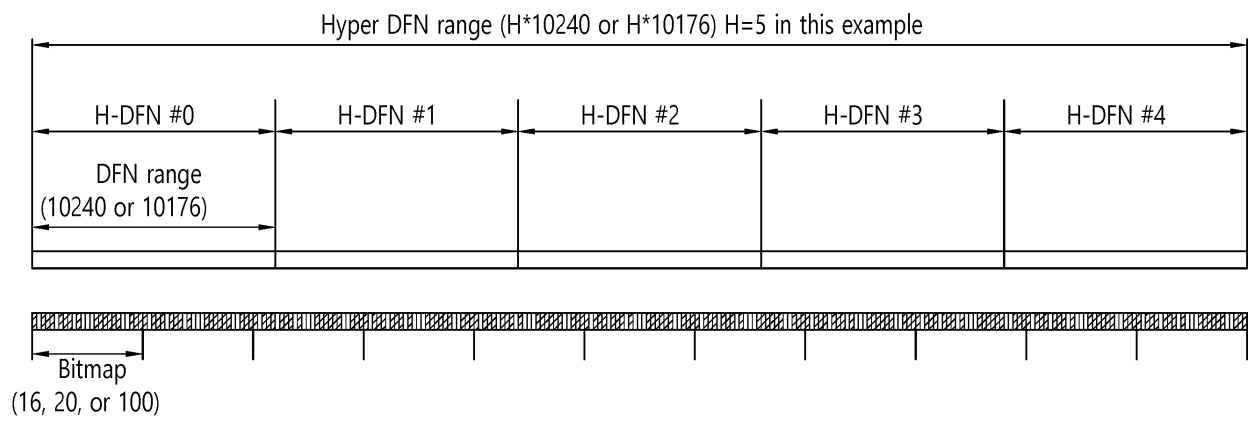 Hyper DFN range (H*10240 or H*10176) H=5 in this example
H-DFN #0
H-DFN #1
H-DFN #2
H-DFN #3
H-DFN #4
DFN range
(10240 or 10176)
Bitmap
(16, 20, or 100)